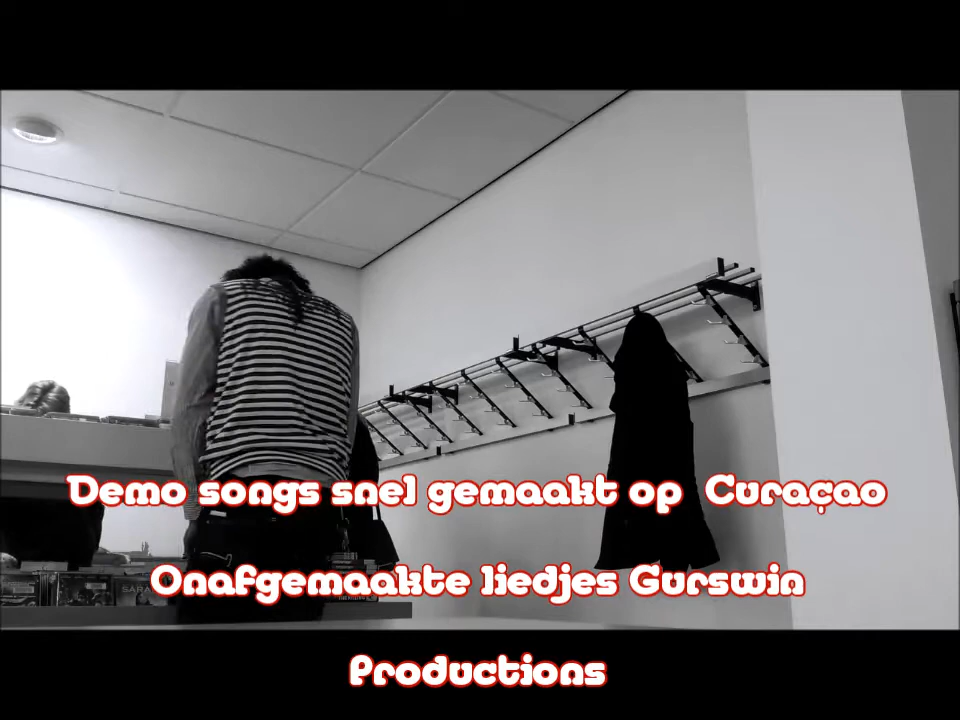 Demo songs snel gemaakt op Curaçao
Onafgemaakte liedjes Gurswin
Productions